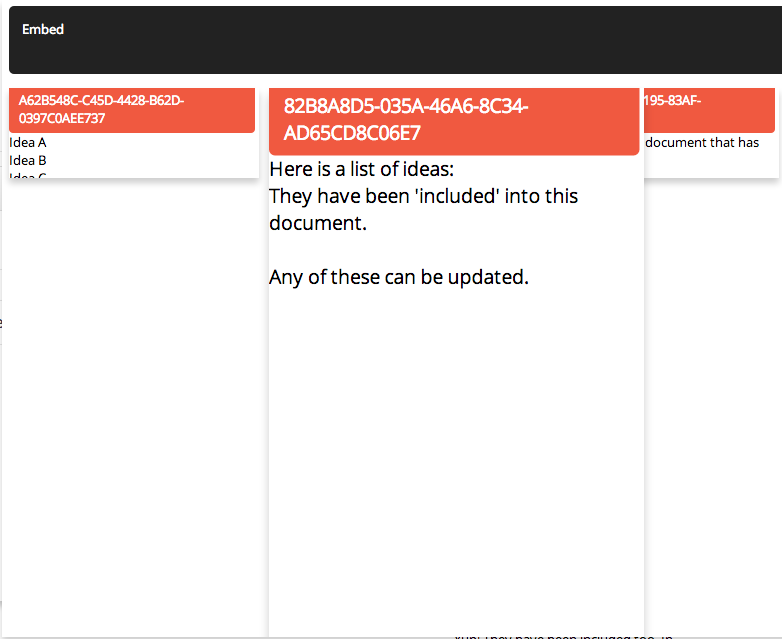 Embed
A62B548C-C45D-4428-B62D-
0397C0AEE737
Idea A
Idea B
Idea C
82B8A8D5-035A-46A6-8C34-
AD65CD8C06E7
Here is a list of ideas:
They have been 'included' into this
document.
Any of these can be updated.
195-83AF-
document that has